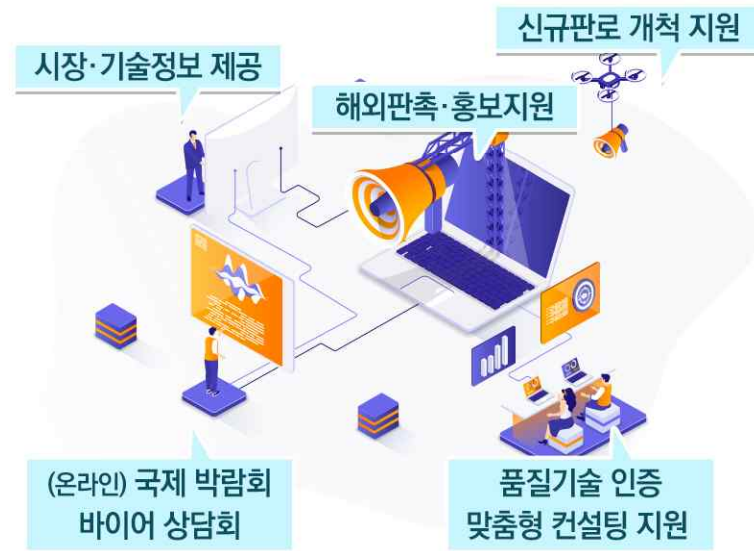 신규판로 개척 지원
시장·기술정보 제공
해외판촉·홍보지원
(온라인) 국제 박람회
바이어 상담회
품질기술 인증
맞춤형 컨설팅 지원